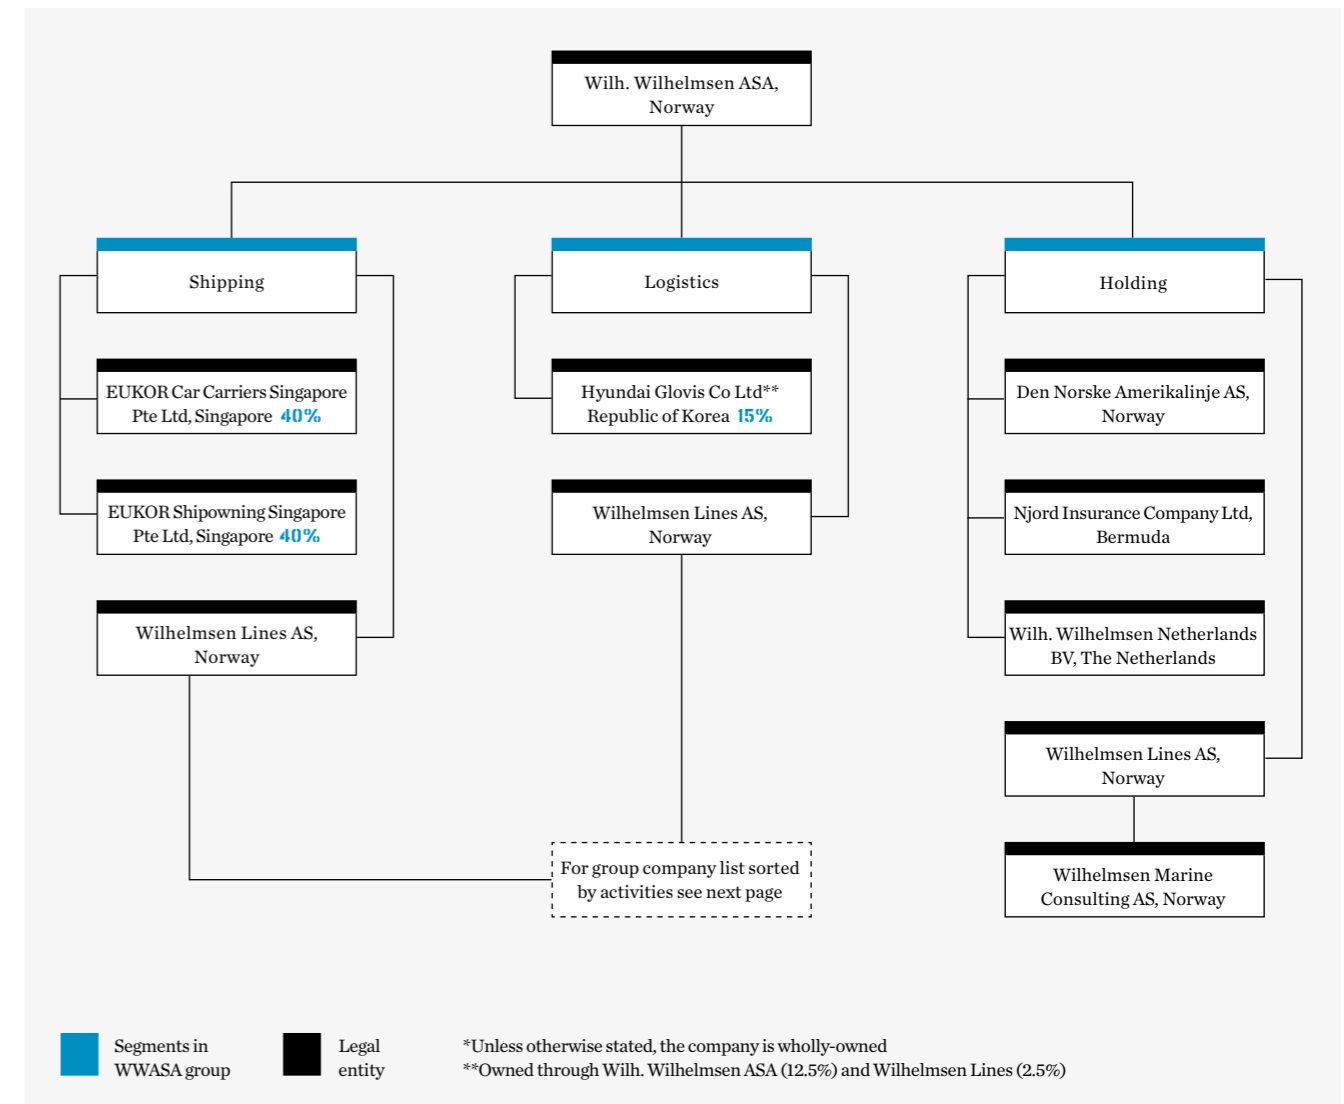 Wilh. Wilhelmsen ASA,
Norway
Shipping
EUKOR Car Carriers Singapore
Pte Ltd, Singapore 40%
EUKOR Shipowning Singapore
Pte Ltd, Singapore 40%
Wilhelmsen Lines AS,
Norway
Logistics
Hyundai Glovis Co Ltd**
Republic of Korea 15%
Wilhelmsen Lines AS,
Norway
For group company list sorted
by activities see next page
Holding
Den Norske Amerikalinje AS,
Norway
Njord Insurance Company Ltd,
Bermuda
Wilh. Wilhelmsen Netherlands
BV, The Netherlands
Wilhelmsen Lines AS,
Norway
Wilhelmsen Marine
Consulting AS, Norway
Segments in
WWASA group
Legal
entity
*Unless otherwise stated, the company is wholly-owned
**Owned through Wilh. Wilhelmsen ASA (12.5%) and Wilhelmsen Lines (2.5%)